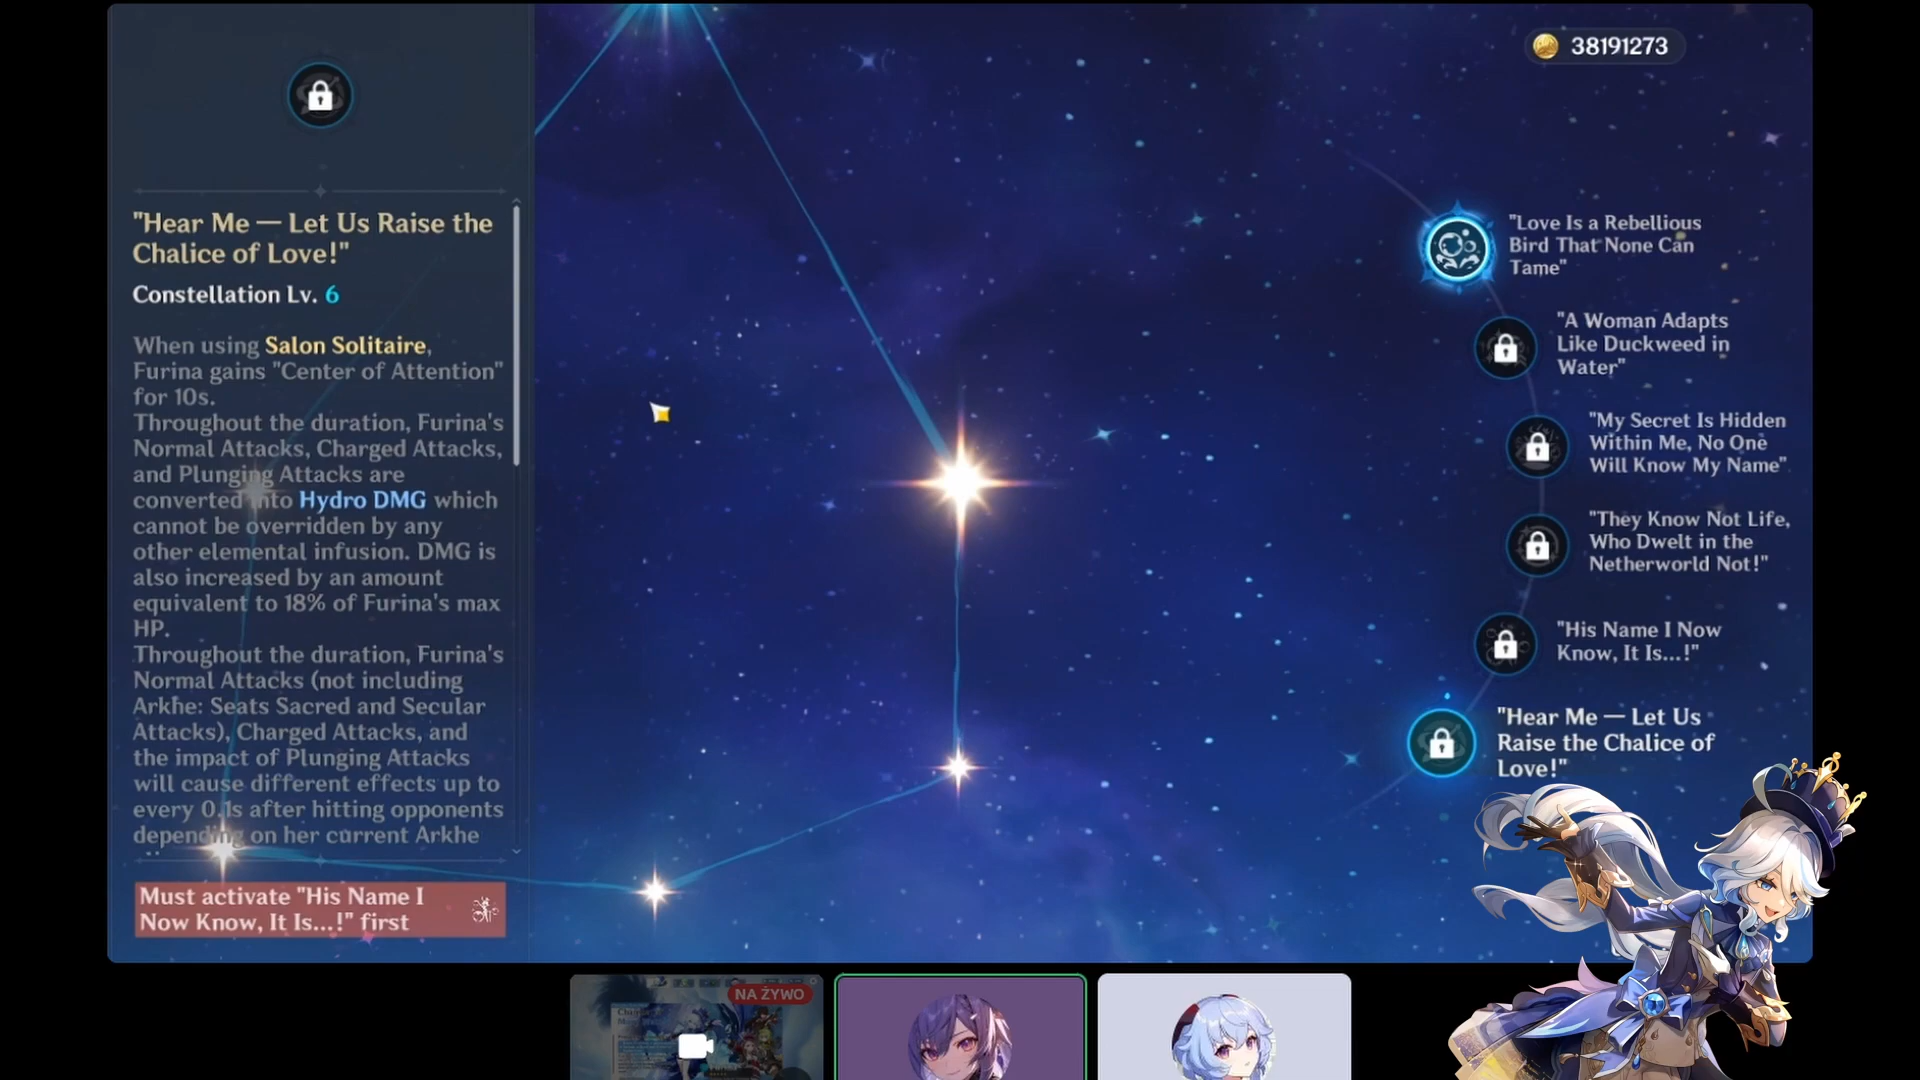 38191273
"Hear Me — Let Us Raise the
Chalice of Love!"
Constellation Lv. 6
When using Salon Solitaire,
Furina gains "Center of Attention"
for 10s.
Throughout the duration, Furina's
Normal Attacks, Charged Attacks,
and Plunging Attacks are
converted into Hydro DMG which
cannot be overridden by any
other elemental infusion. DMG is
also increased by an amount
equivalent to 18% of Furina's max
HP.
Throughout the duration, Furina's
Normal Attacks (not including
Arkhe: Seats Sacred and Secular
Attacks), Charged Attacks, and
the impact of Plunging Attacks
will cause different effects up to
every 0.1s after hitting opponents
depending on her current Arkhe
Must activate "His Name I
Now Know, It Is...!" first
"Love Is a Rebellious
Bird That None Can
Tame"
"A Woman Adapts
Like Duckweed in
Water"
"My Secret Is Hidden
Within Me, No One
Will Know My Name"
"They Know Not Life,
Who Dwelt in the
Netherworld Not!"
"His Name I Now
Know, It Is...!"
"Hear Me — Let Us
Raise the Chalice of
Love!"
NA ŻYWO